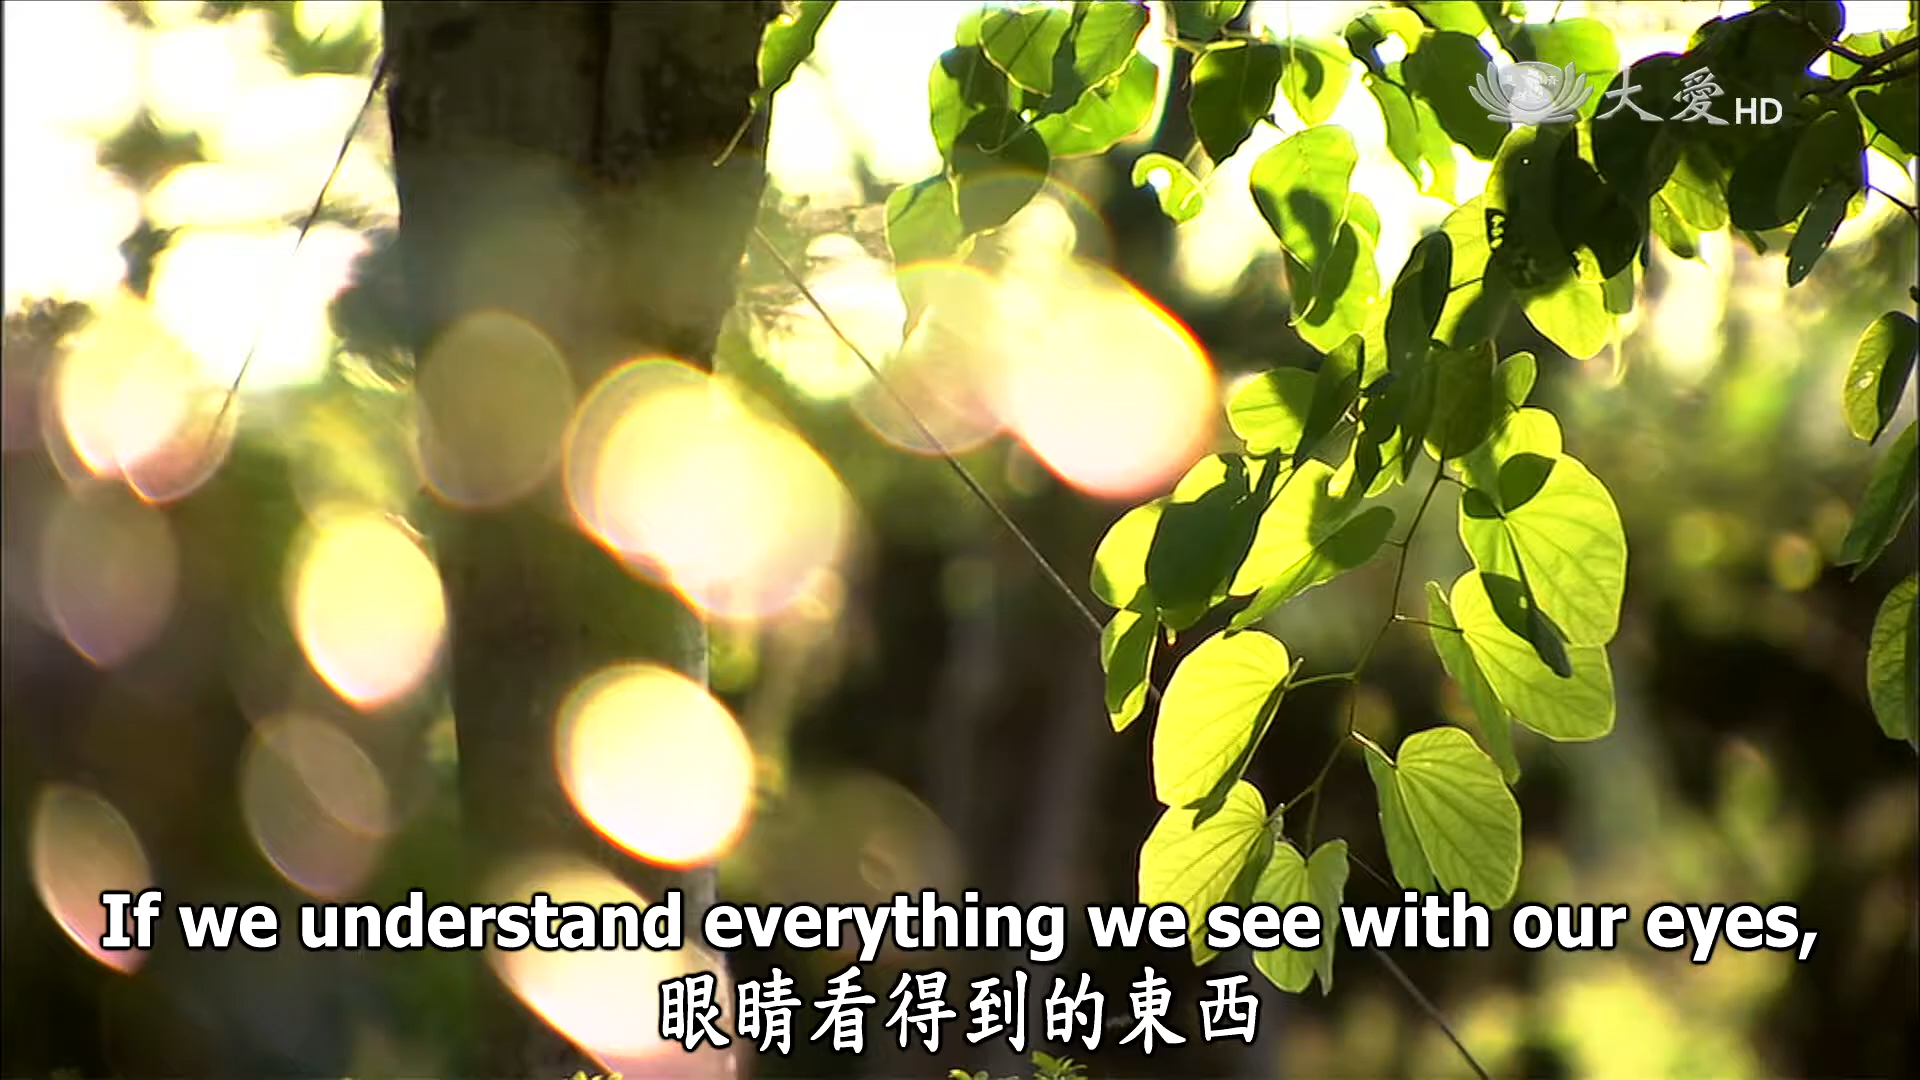 大愛HD
If we understand everything we see with our eyes,
眼睛看得到的東西